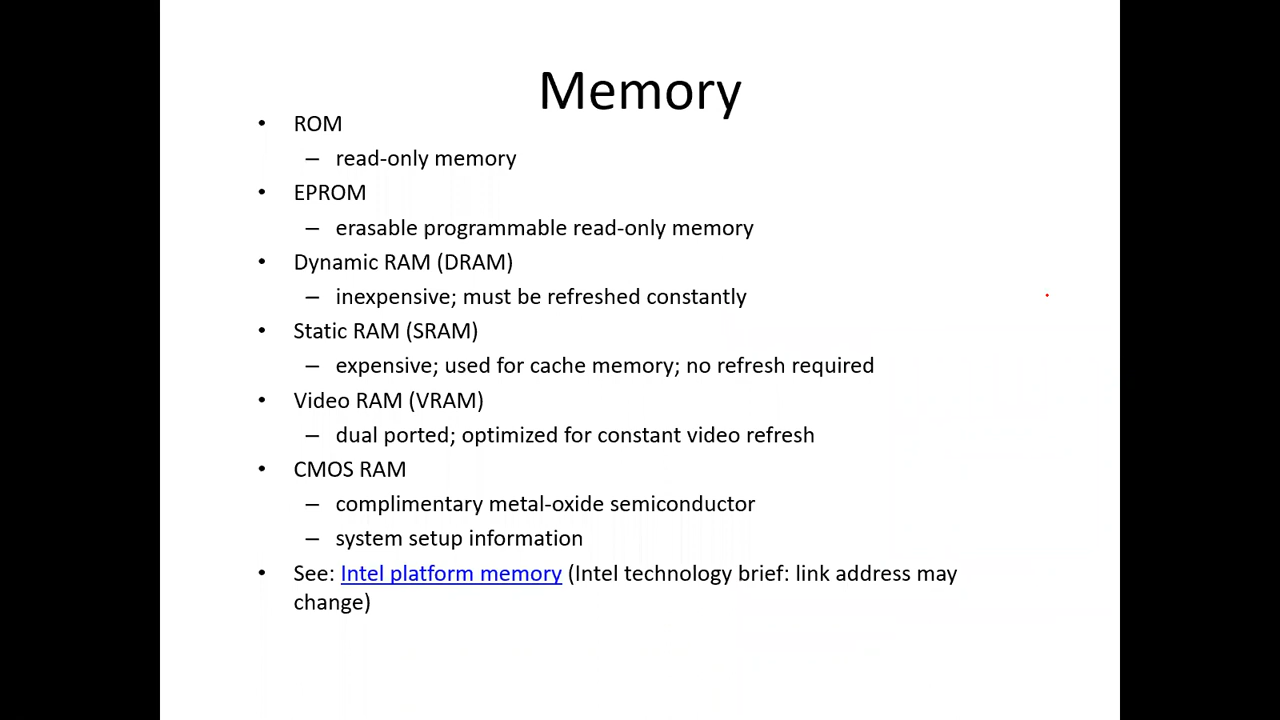 Memory
• ROM
– read-only memory
• EPROM
– erasable programmable read-only memory
• Dynamic RAM (DRAM)
– inexpensive; must be refreshed constantly
• Static RAM (SRAM)
– expensive; used for cache memory; no refresh required
• Video RAM (VRAM)
– dual ported; optimized for constant video refresh
• CMOS RAM
– complimentary metal-oxide semiconductor
– system setup information
• See: Intel platform memory (Intel technology brief: link address may
change)